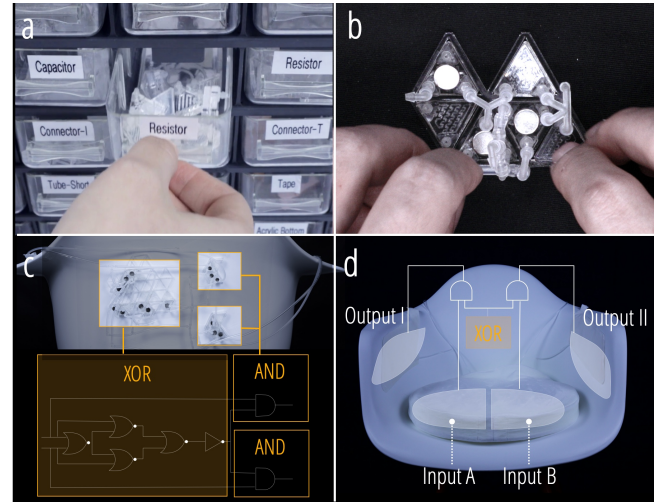 a
Capacitor
Resistor
Connector-I
Resistor
Connector-T
Tube-Short
Tape
Acrylic Bottom
b
c
XOR
AND
AND
d
Output I
Output II
XOR
Input A
Input B